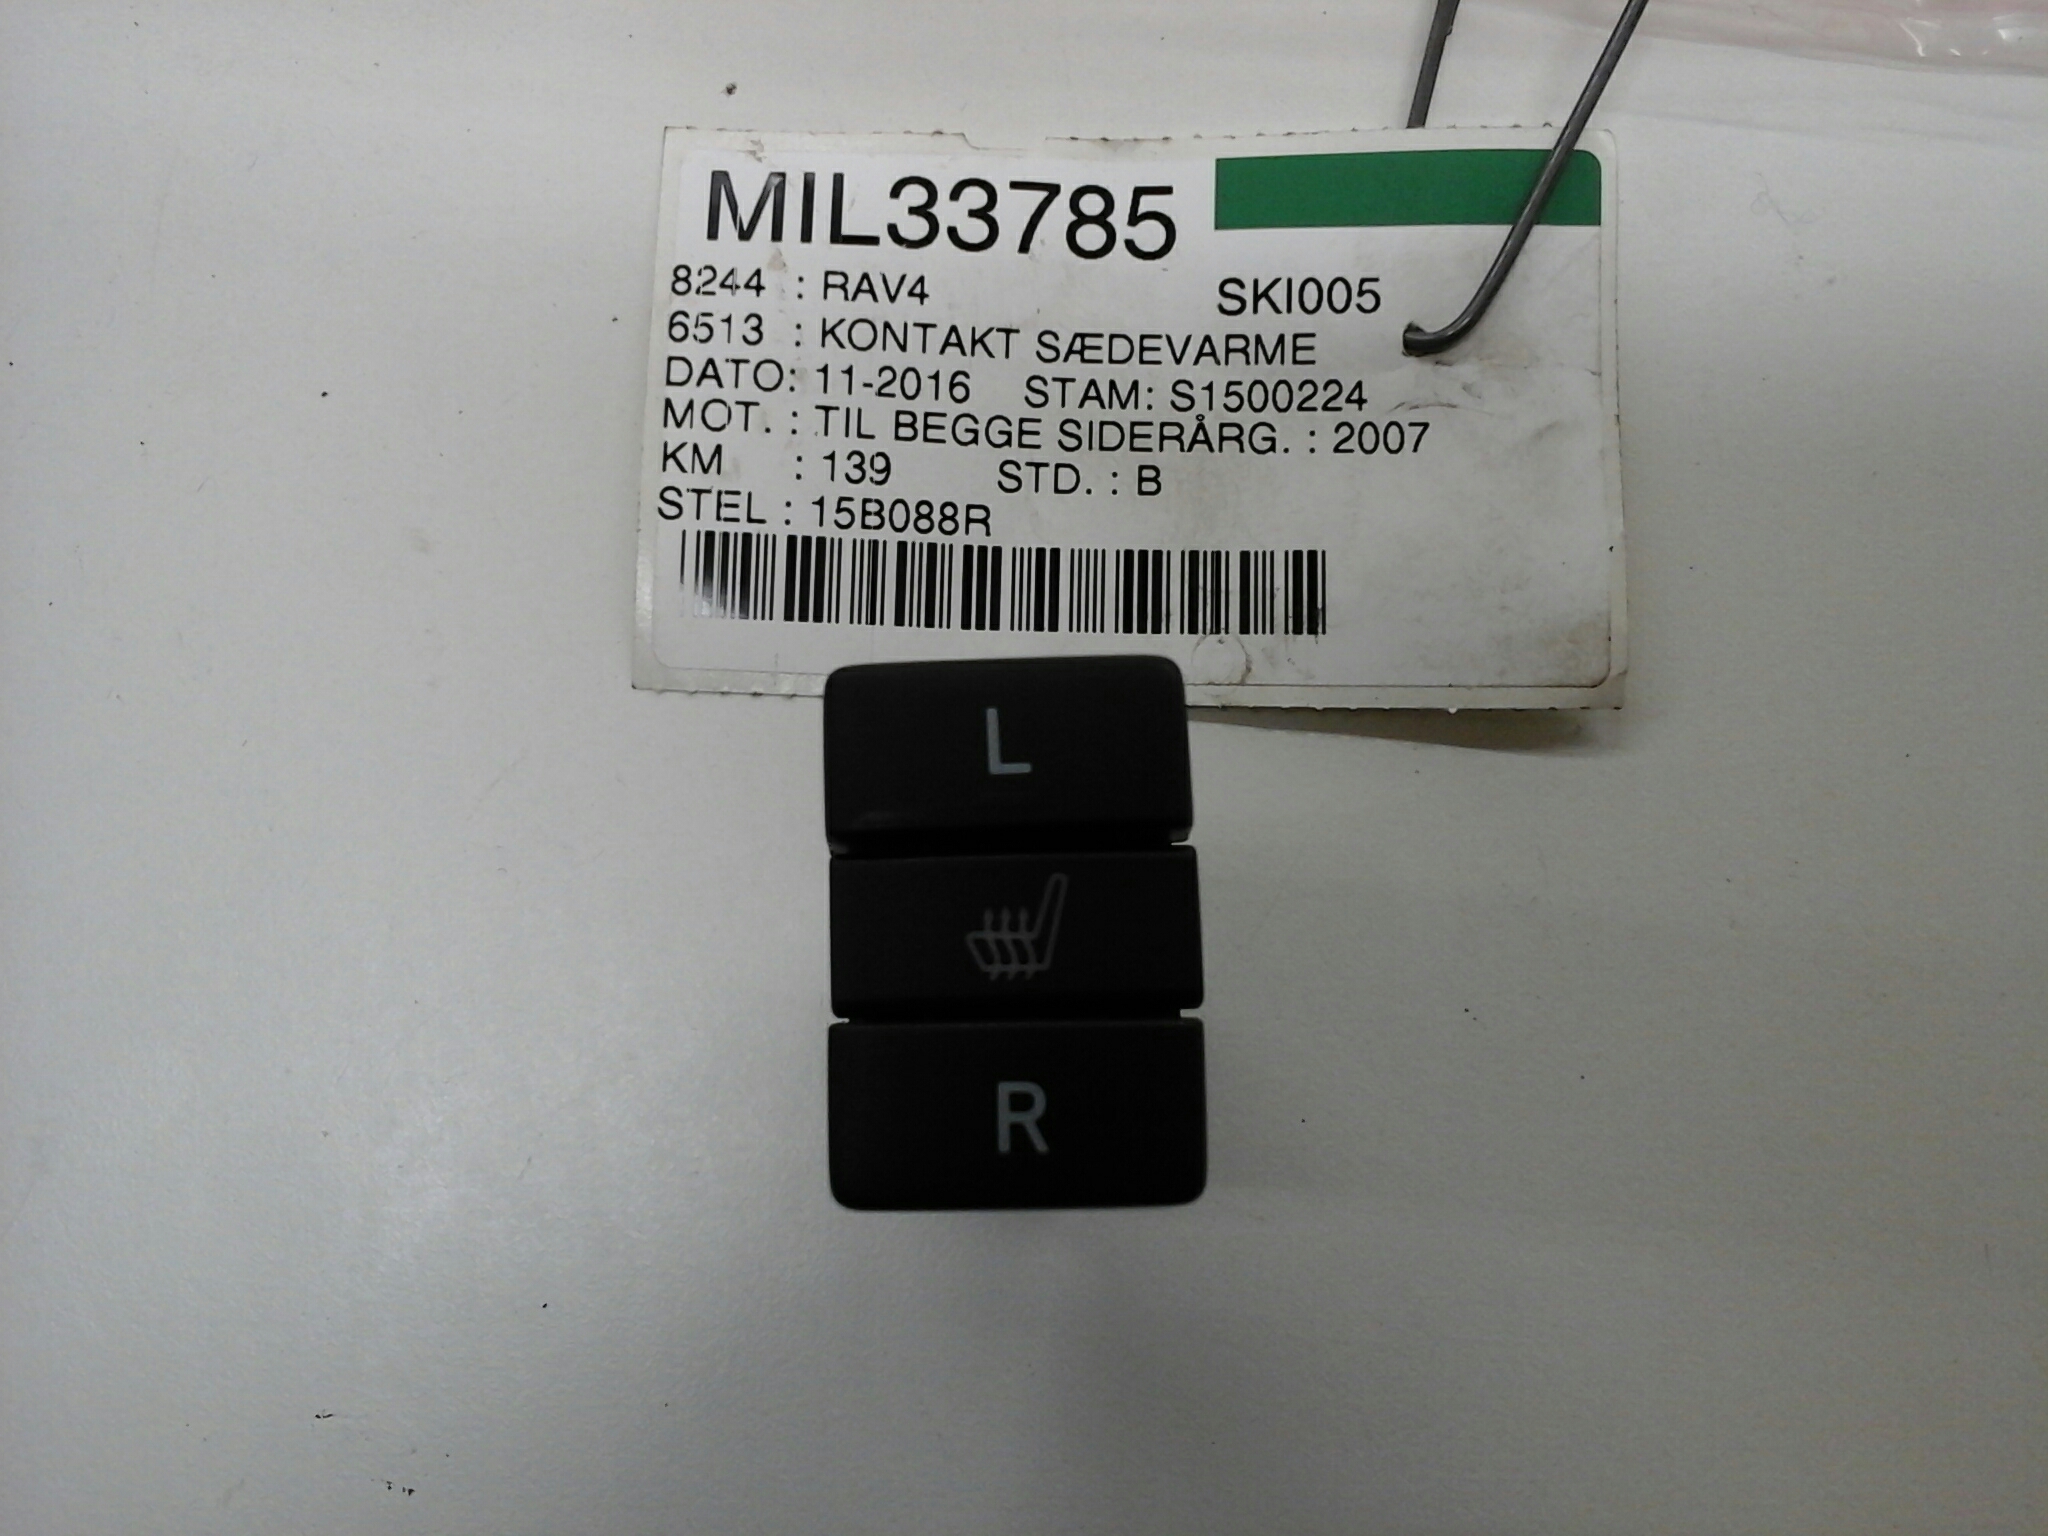 MIL33785
8244 : RAV4 SKI005
6513 : KONTAKT SÆDEVARME
DATO: 11-2016 STAM: S1500224
MOT. : TIL BEGGE SIDERÅRG. : 2007
KM : 139 STD. : B
STEL : 15B088R
L
R